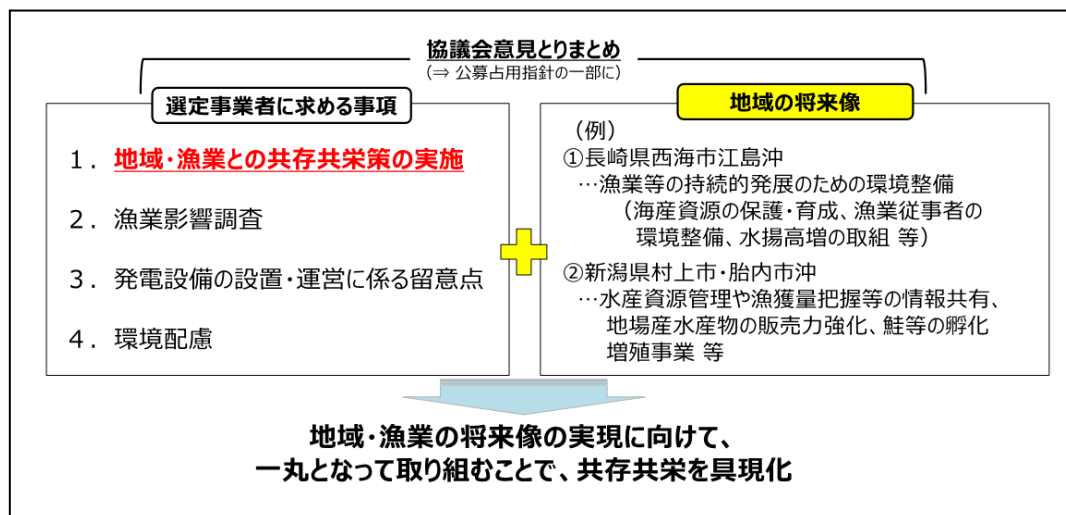 協議会意見とりまとめ
(⇒ 公募占用指針の一部に)
選定事業者に求める事項
1. 地域・漁業との共存共栄策の実施
2. 漁業影響調査
3. 発電設備の設置・運営に係る留意点
4. 環境配慮
地域の将来像
(例)
①長崎県西海市江島沖
…漁業等の持続的発展のための環境整備
(海産資源の保護・育成、漁業従事者の
環境整備、水揚高増の取組 等)
②新潟県村上市・胎内市沖
…水産資源管理や漁獲量把握等の情報共有、
地場産水産物の販売力強化、鮭等の孵化
増殖事業 等
地域・漁業の将来像の実現に向けて、
一丸となって取り組むことで、共存共栄を具現化